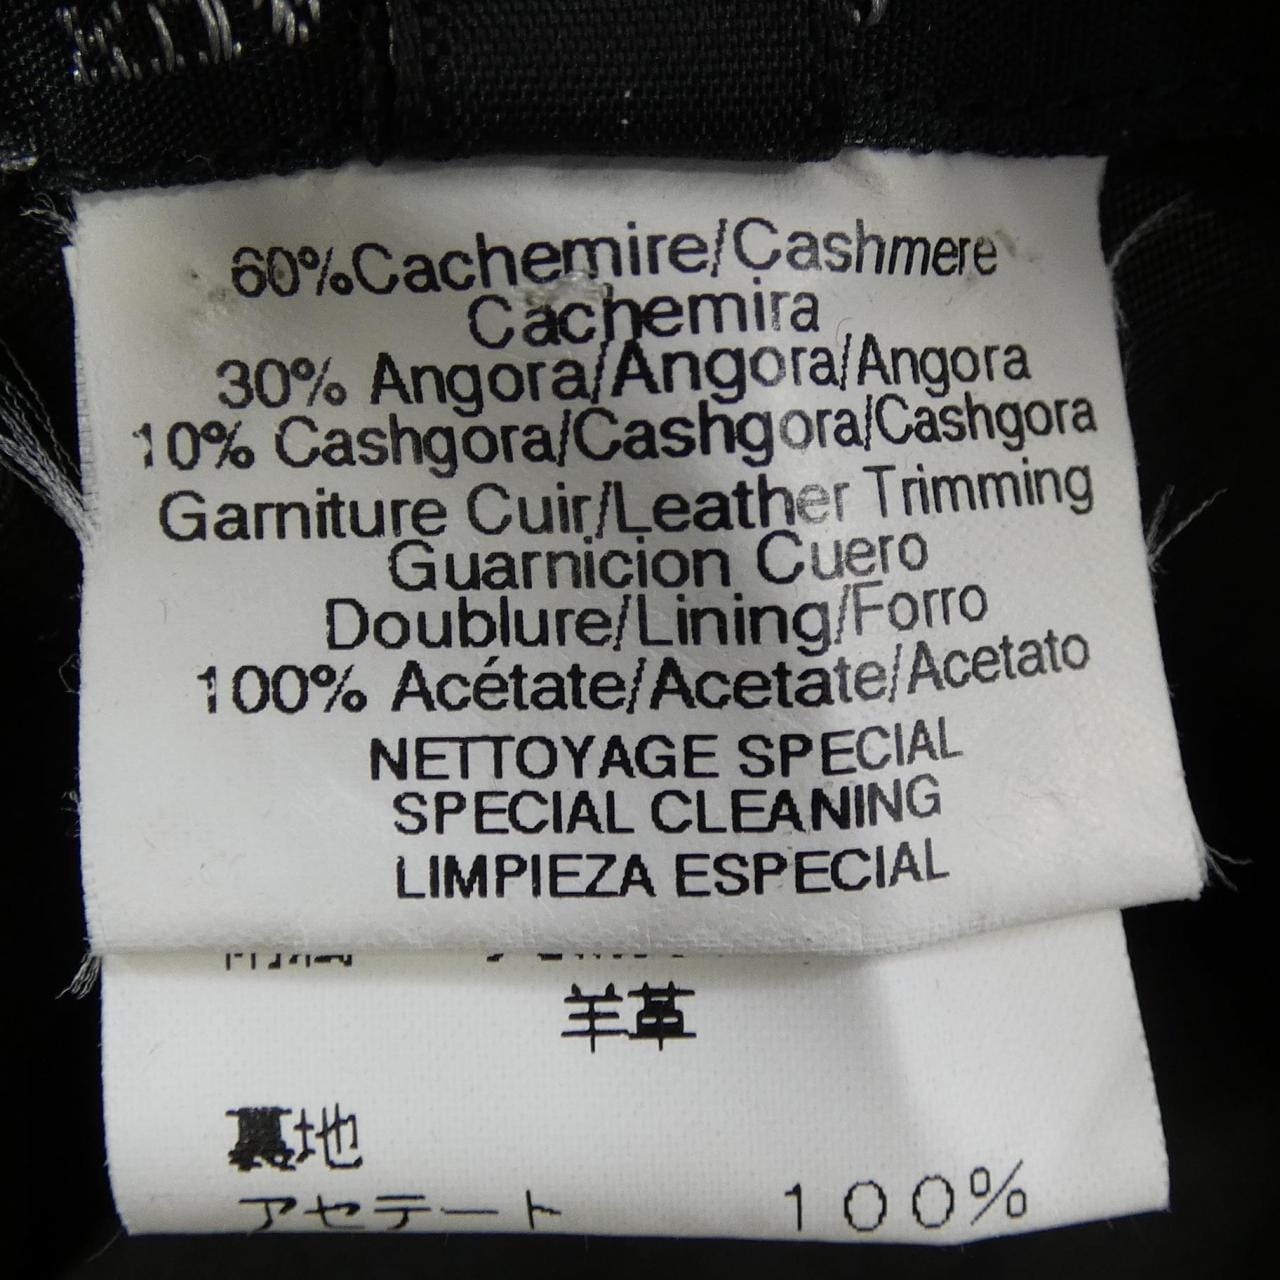 60%Cachemire/Cashmere
Cachemira
30% Angora/Angora/Angora
10% Cashgora/Cashgora/Cashgora
Garniture Cuir/Leather Trimming
Guarnicion Cuero
Doublure/Lining/Forro
100% Acétate/Acetate/Acetato
NETTOYAGE SPECIAL
SPECIAL CLEANING
LIMPIEZA ESPECIAL
羊革
裏地
アセテート 100%